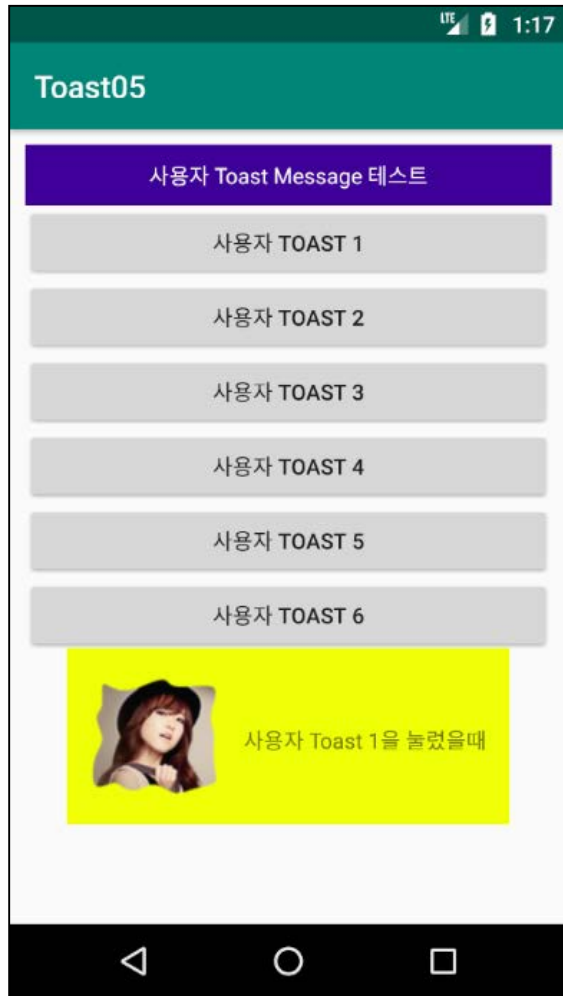 LTE 1:17
Toast05
사용자 Toast Message 테스트
사용자 TOAST 1
사용자 TOAST 2
사용자 TOAST 3
사용자 TOAST 4
사용자 TOAST 5
사용자 TOAST 6
사용자 Toast 1을 눌렀을때